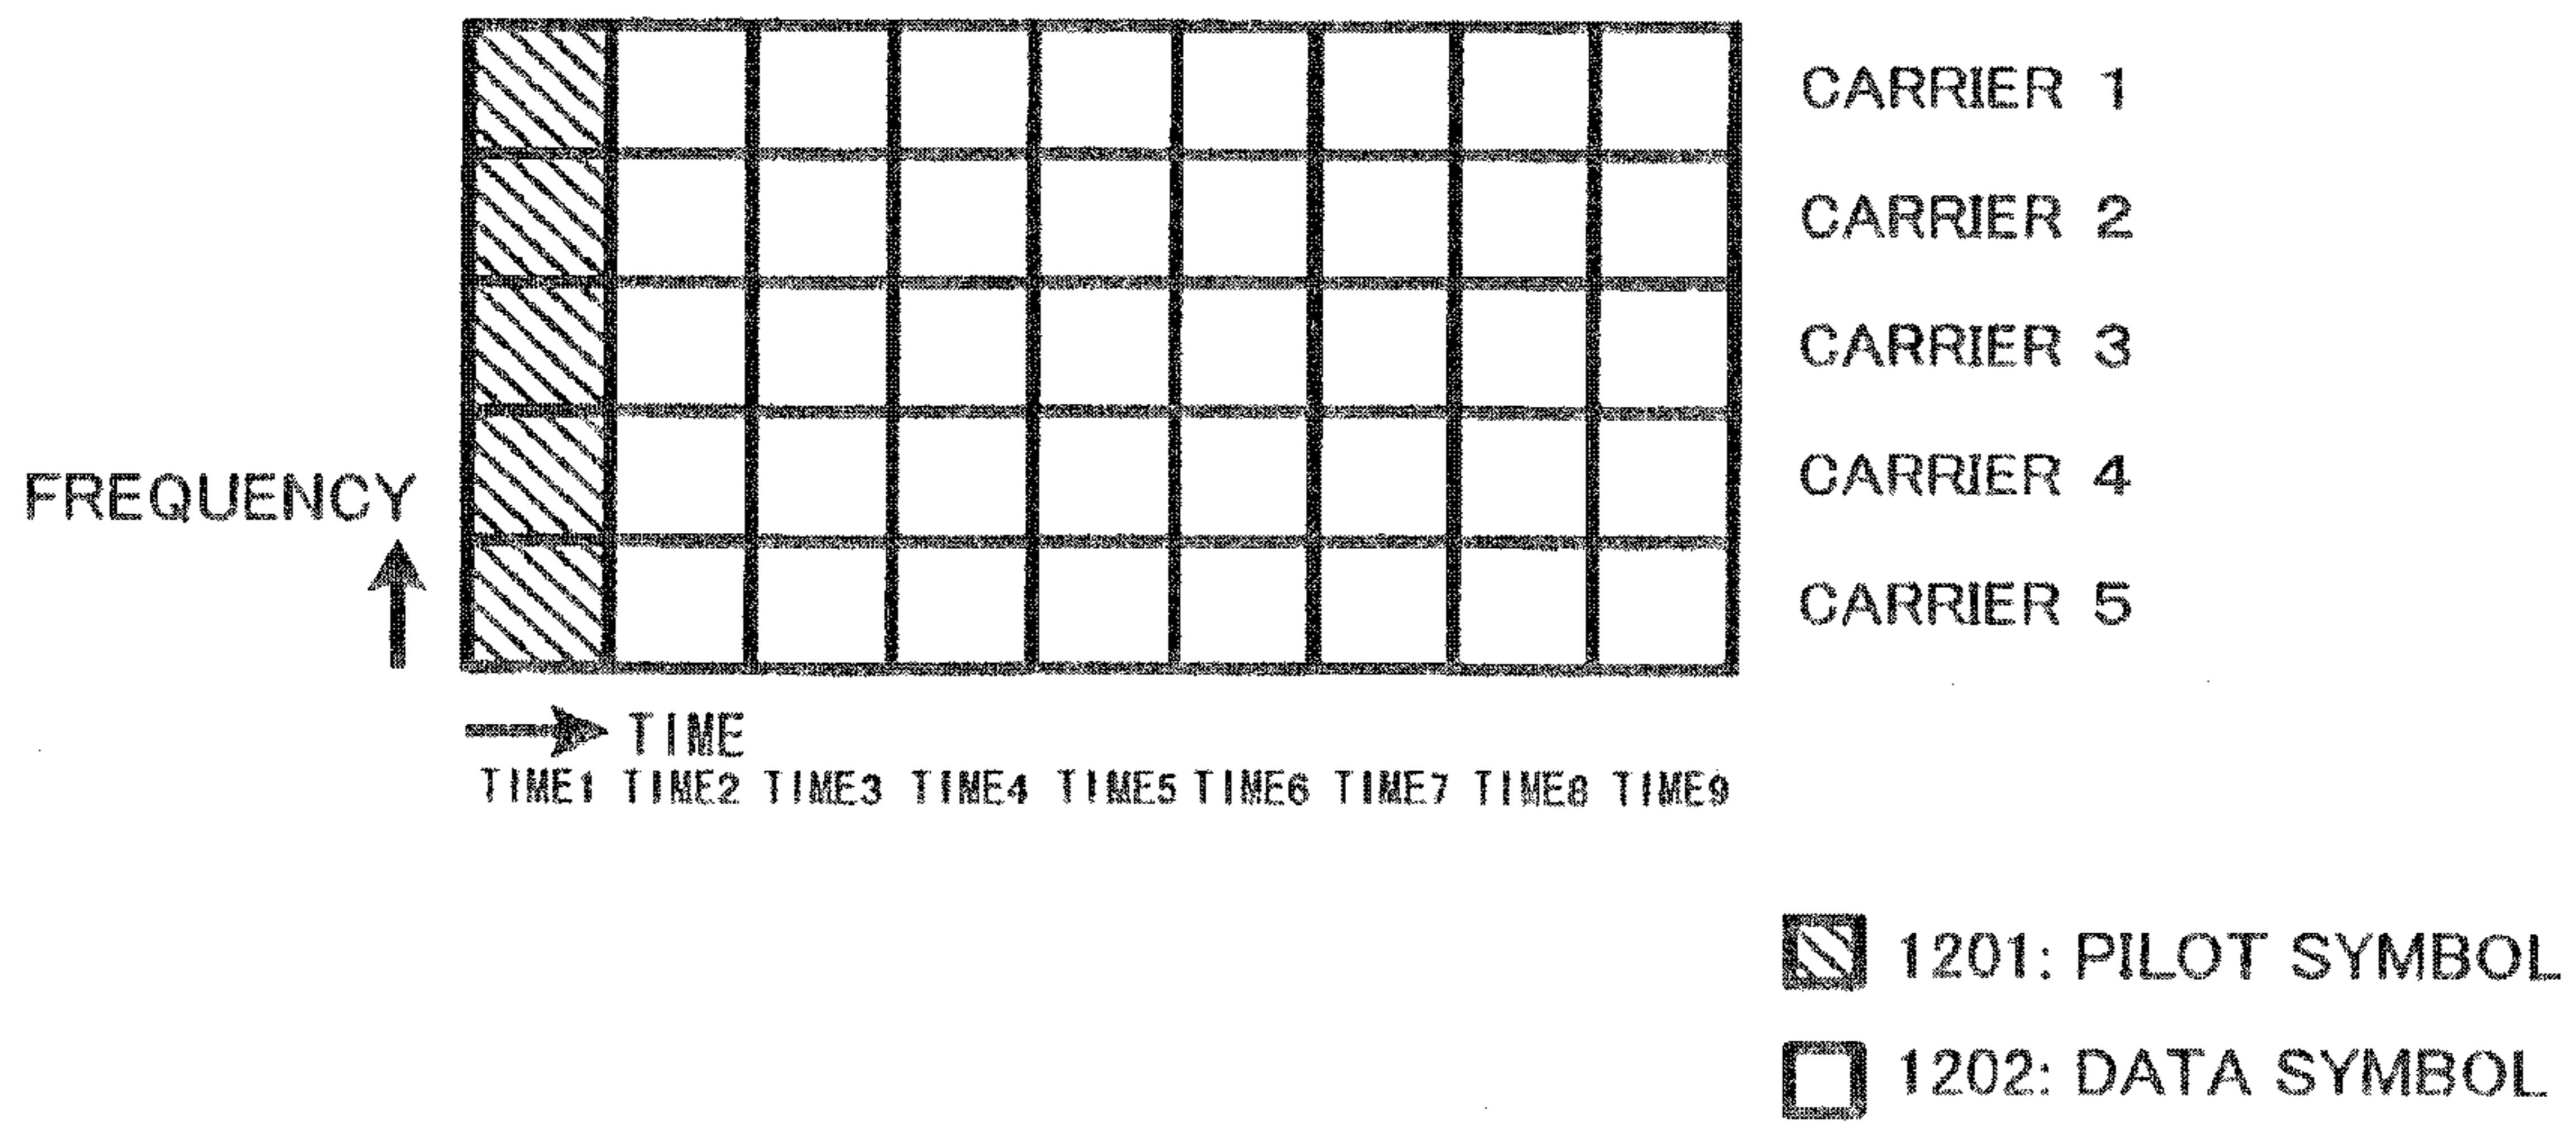 CARRIER 1
CARRIER 2
CARRIER 3
CARRIER 4
FREQUENCY
CARRIER 5
TIME
TIME1 TIME2 TIME3 TIME4 TIME5 TIME6 TIME7 TIME8 TIME9
1201: PILOT SYMBOL
1202: DATA SYMBOL